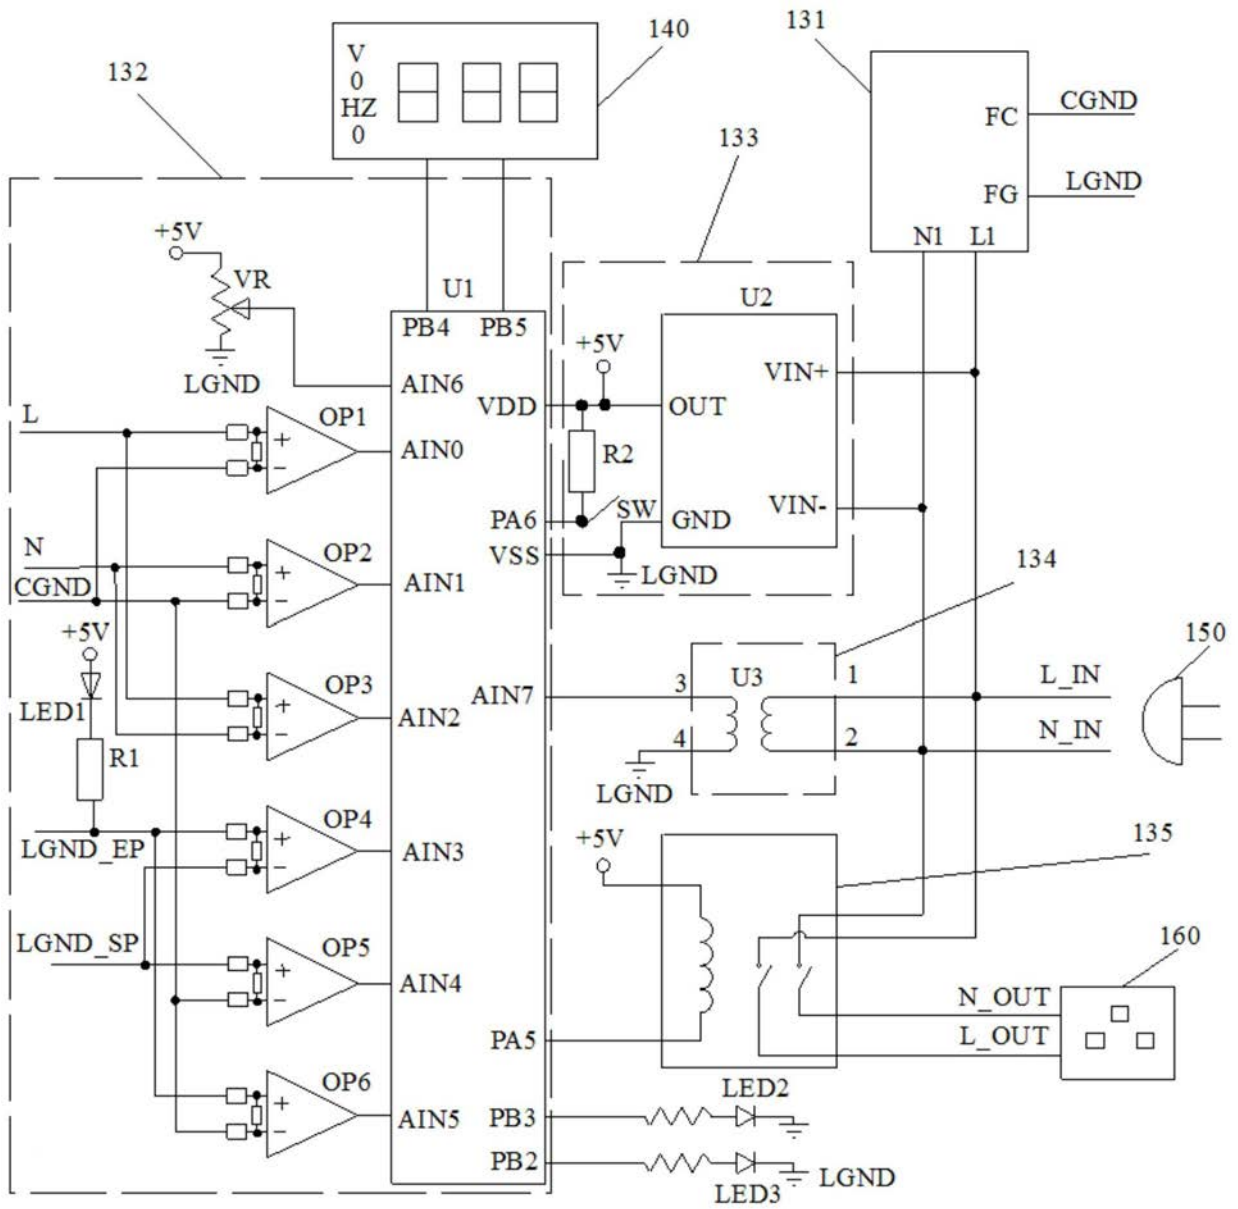 132
140
131
V
0
HZ
0
133
FC
CGND
FG
LGND
N1
L1
+5V
VR
LGND
U1
PB4
PB5
U2
+5V
AIN6
VDD
OUT
VIN+
L
OP1
AIN0
R2
PA6
SW
GND
VIN-
N
CGND
OP2
AIN1
VSS
LGND
134
+5V
LED1
R1
OP3
AIN2
AIN7
3
U3
1
L_IN
150
4
2
N_IN
LGND
LGND_EP
OP4
AIN3
+5V
135
LGND_SP
OP5
AIN4
160
N_OUT
L_OUT
PA5
OP6
AIN5
PB3
LED2
PB2
LED3
LGND